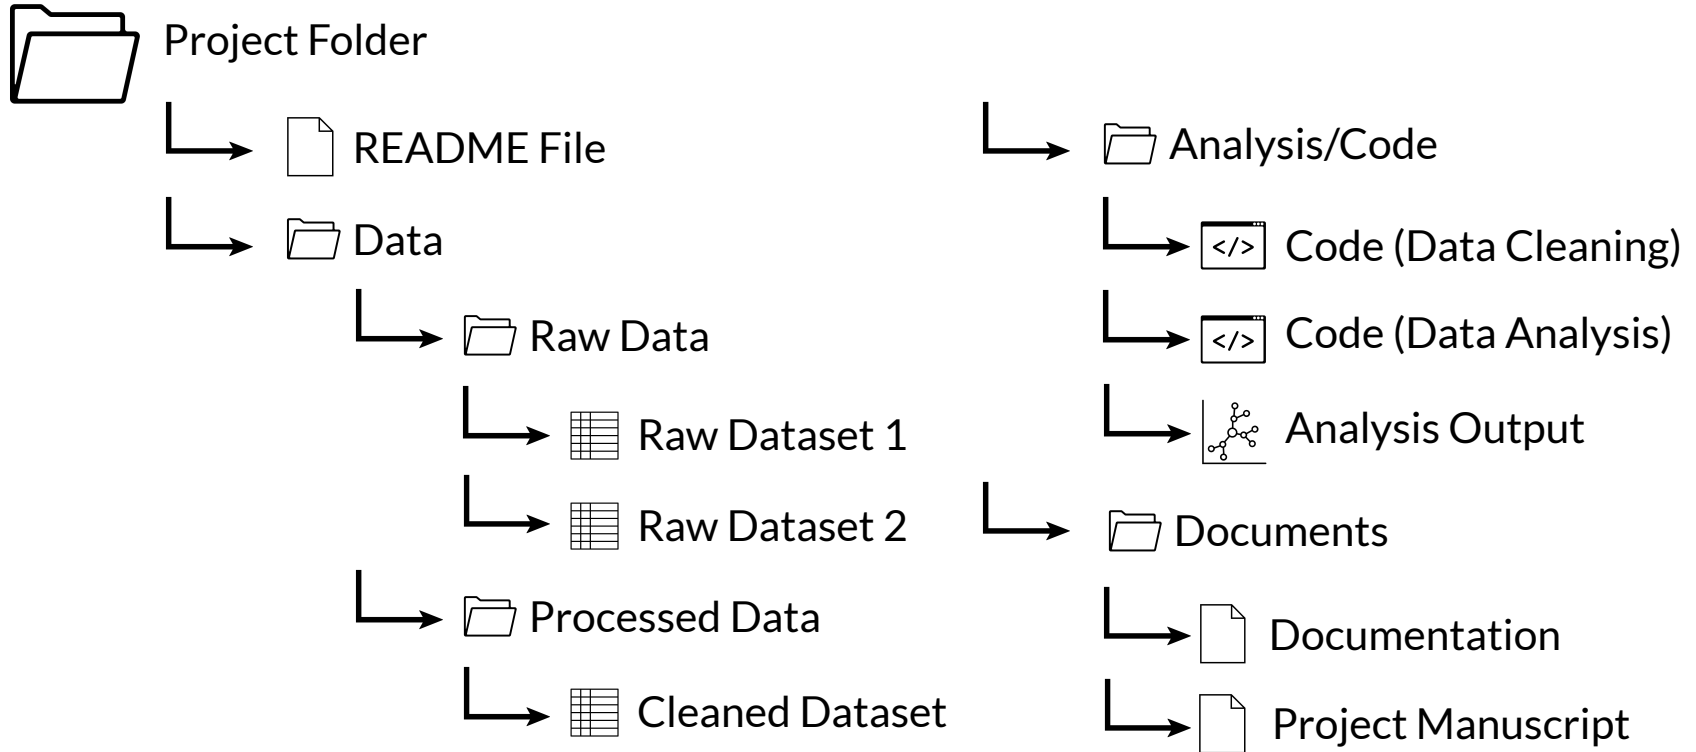 Project Folder
README File
Data
Raw Data
Raw Dataset 1
Raw Dataset 2
Processed Data
Cleaned Dataset
Analysis/Code
</> Code (Data Cleaning)
</> Code (Data Analysis)
Analysis Output
Documents
Documentation
Project Manuscript